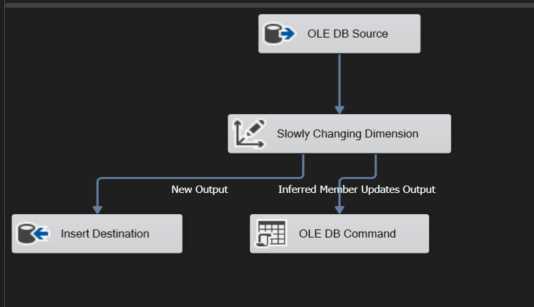 OLE DB Source
Slowly Changing Dimension
New Output
Inferred Member Updates Output
Insert Destination
OLE DB Command